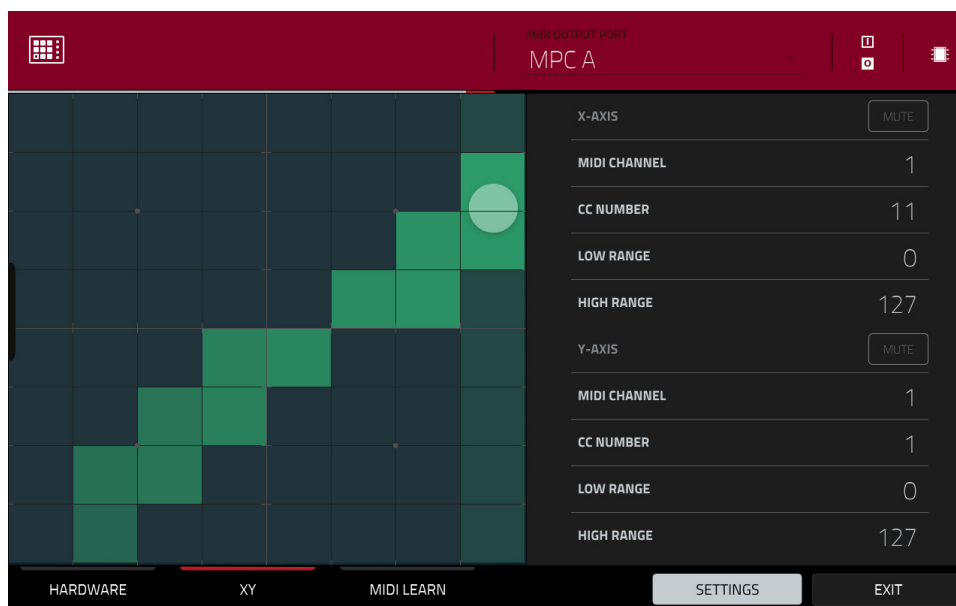 MIDI OUTPUT PORT
MPC A
I
O
X-AXIS MUTE
MIDI CHANNEL 1
CC NUMBER 11
LOW RANGE 0
HIGH RANGE 127
Y-AXIS MUTE
MIDI CHANNEL 1
CC NUMBER 1
LOW RANGE 0
HIGH RANGE 127
HARDWARE XY MIDI LEARN SETTINGS EXIT